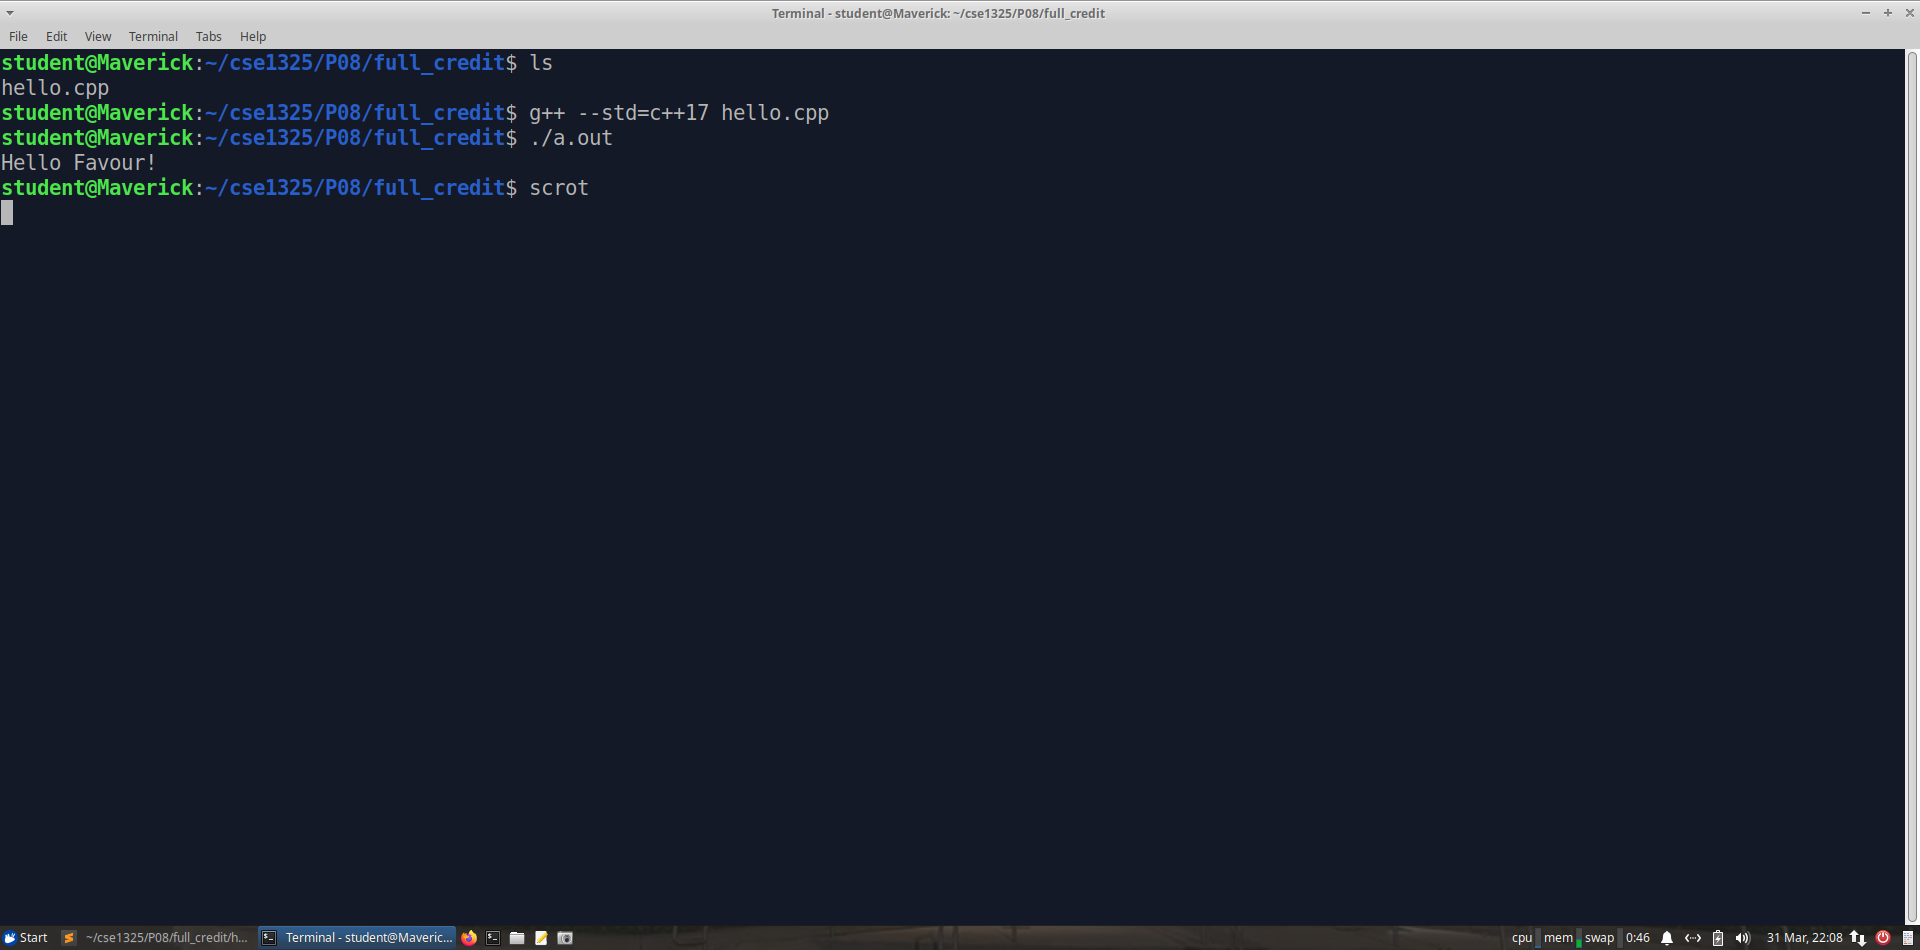 Terminal - student@Maverick: ~/cse1325/P08/full_credit
File Edit View Terminal Tabs Help
student@Maverick:~/cse1325/P08/full_credit$ ls
hello.cpp
student@Maverick:~/cse1325/P08/full_credit$ g++ --std=c++17 hello.cpp
student@Maverick:~/cse1325/P08/full_credit$ ./a.out
Hello Favour!
student@Maverick:~/cse1325/P08/full_credit$ scrot
Start ~/cse1325/P08/full_credit/h... Terminal - student@Maveric... cpu mem swap 0:46 31 Mar, 22:08